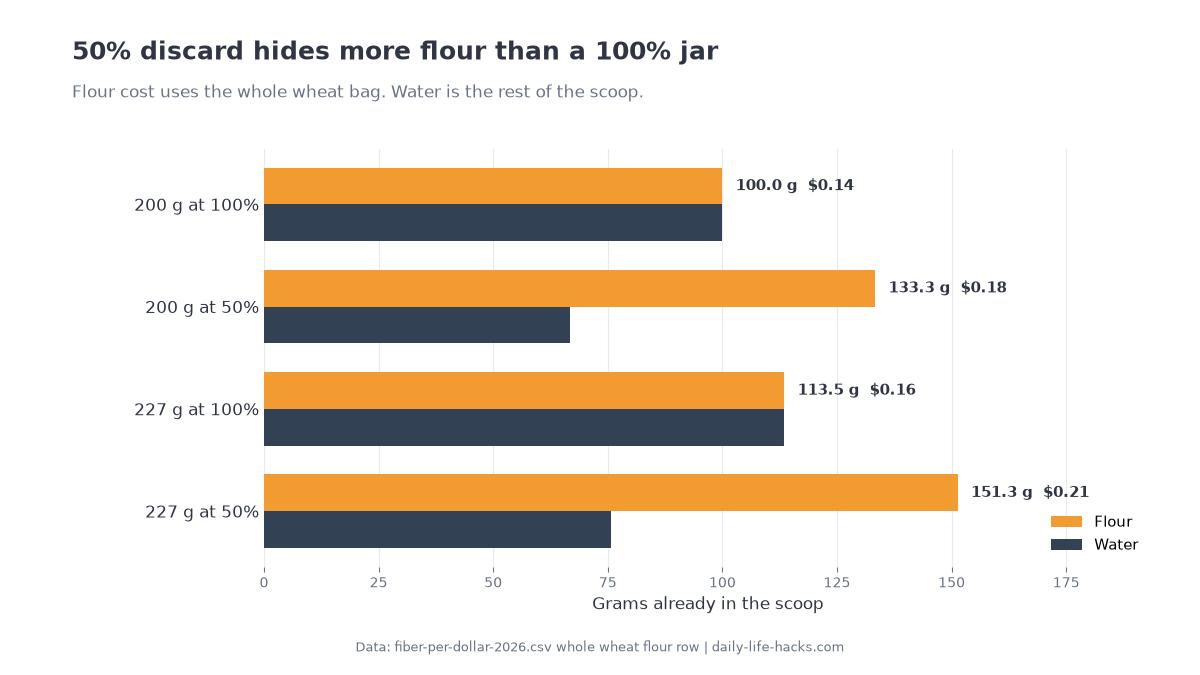 50% discard hides more flour than a 100% jar
Flour cost uses the whole wheat bag. Water is the rest of the scoop.
200 g at 100%
100.0 g  $0.14
200 g at 50%
133.3 g  $0.18
227 g at 100%
113.5 g  $0.16
227 g at 50%
151.3 g  $0.21
Flour
Water
0 25 50 75 100 125 150 175
Grams already in the scoop
Data: fiber-per-dollar-2026.csv whole wheat flour row | daily-life-hacks.com